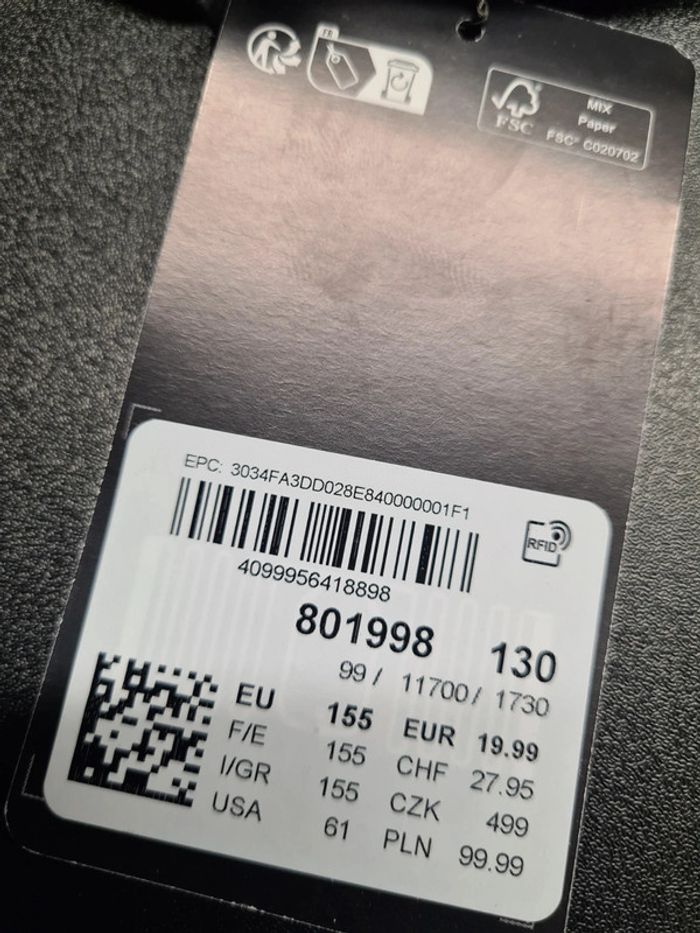 FR
FSC
MIX
Paper
FSC® C020702
EPC: 3034FA3DD028E840000001F1
RFID
4099956418898
801998 130
99 / 11700 / 1730
EU 155 EUR 19.99
F/E 155 CHF 27.95
I/GR 155 CZK 499
USA 61 PLN 99.99